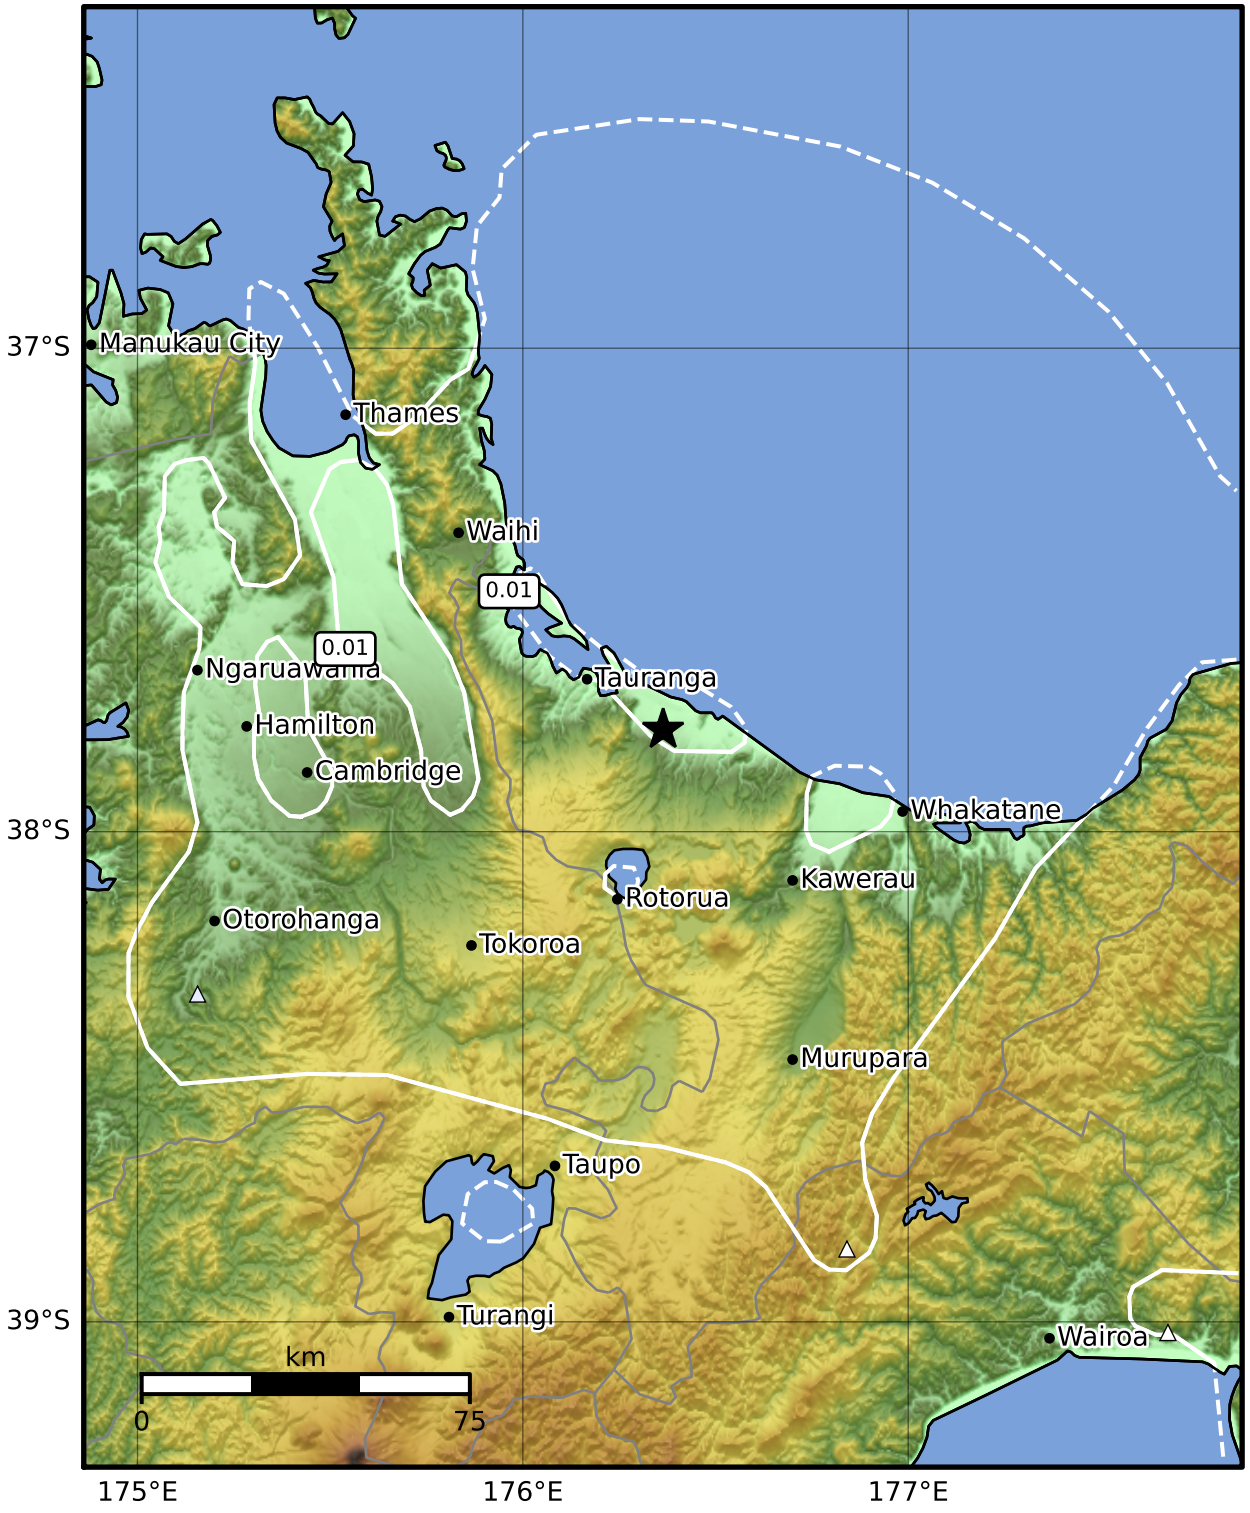 37°S
Manukau City
Thames
Waihi
0.01
0.01
Ngaruawahia
Tauranga
Hamilton
Cambridge
Whakatane
38°S
Kawerau
Rotorua
Otorohanga
Tokoroa
Murupara
Taupo
Turangi
39°S
Wairoa
km
0 75
175°E 176°E 177°E